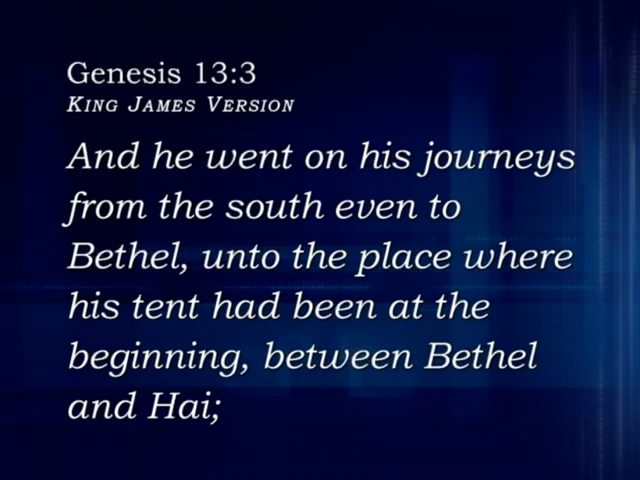 Genesis 13:3
King James Version
And he went on his journeys
from the south even to
Bethel, unto the place where
his tent had been at the
beginning, between Bethel
and Hai;